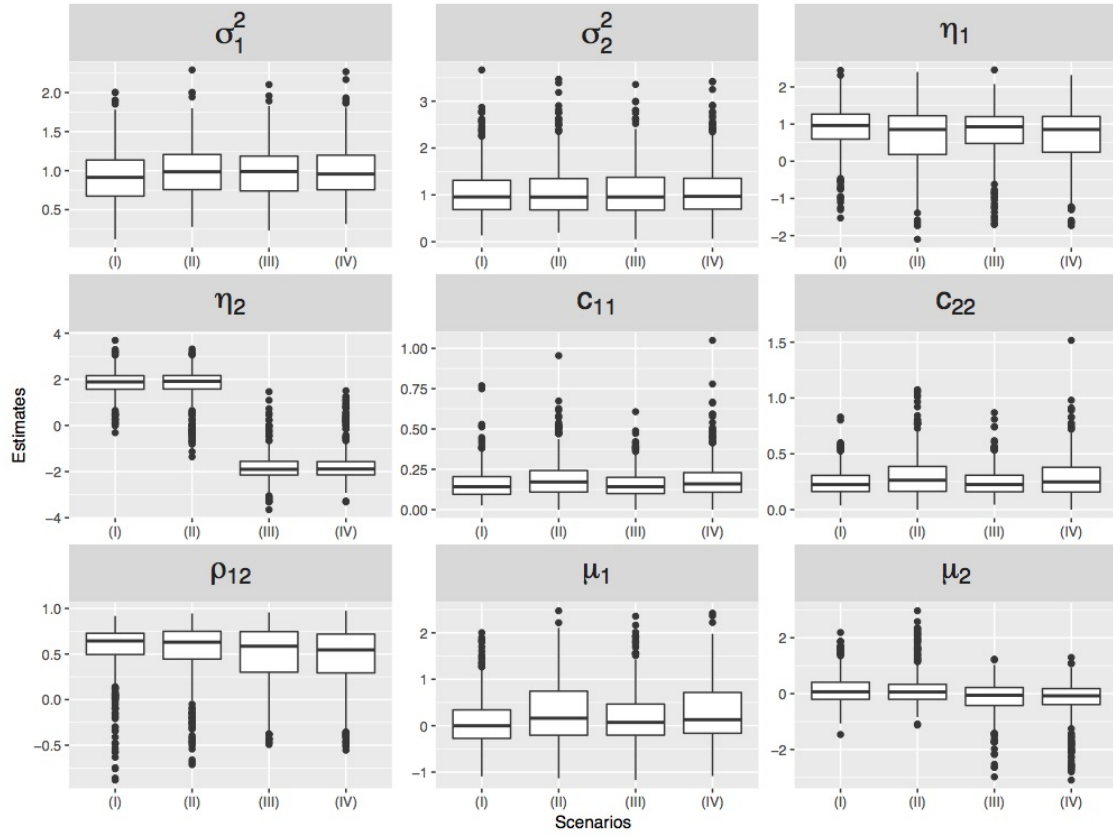 σ₁² σ₂² η₁
2.0 3 2
1.5 2 1
1.0 1 0
0.5 0 −1
−2
(I) (II) (III) (IV) (I) (II) (III) (IV) (I) (II) (III) (IV)
η₂ c₁₁ c₂₂
4 1.00 1.5
2 0.75 1.0
0 0.50 0.5
−2 0.25 0.0
−4 0.00
(I) (II) (III) (IV) (I) (II) (III) (IV) (I) (II) (III) (IV)
ρ₁₂ μ₁ μ₂
1.0 2 2
0.5 1 0
0.0 0 −2
−0.5 −1
(I) (II) (III) (IV) (I) (II) (III) (IV) (I) (II) (III) (IV)
Estimates
Scenarios